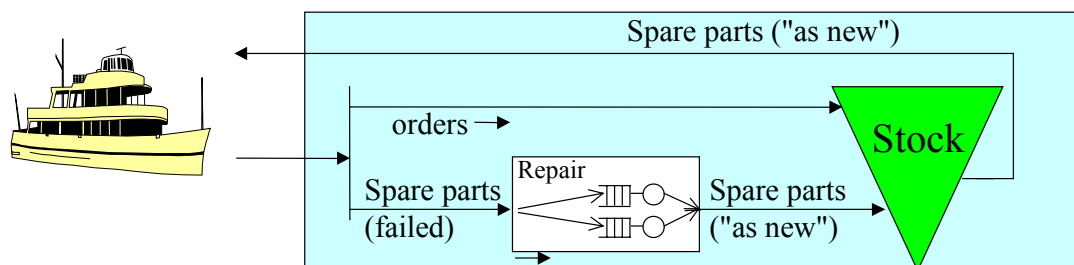 Spare parts ("as new")
orders
Stock
Repair
Spare parts
(failed)
Spare parts
("as new")